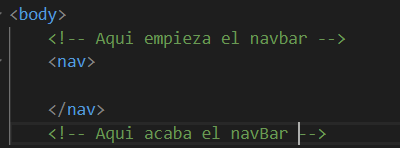 <body>
<!-- Aqui empieza el navbar -->
<nav>
</nav>
<!-- Aqui acaba el navBar -->